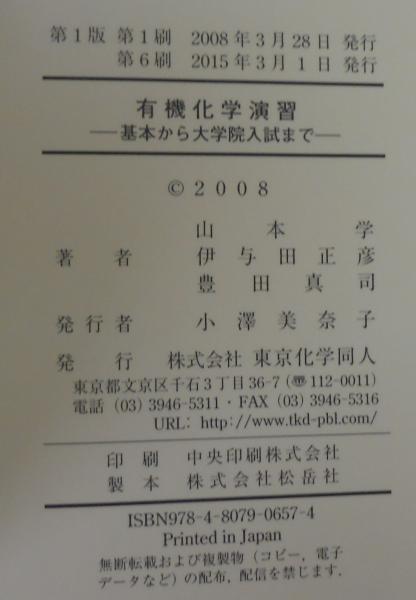 第1版 第1刷 2008年3月28日 発行
第6刷 2015年3月1日 発行
有機化学演習
―基本から大学院入試まで―
©2008
山本学
著者 伊与田正彦
豊田真司
発行者 小澤美奈子
発行 株式会社 東京化学同人
東京都文京区千石3丁目36-7(〠112-0011)
電話 (03) 3946-5311・FAX (03) 3946-5316
URL: http://www.tkd-pbl.com/
印刷 中央印刷株式会社
製本 株式会社松岳社
ISBN978-4-8079-0657-4
Printed in Japan
無断転載および複製物(コピー,電子
データなど)の配布,配信を禁じます.